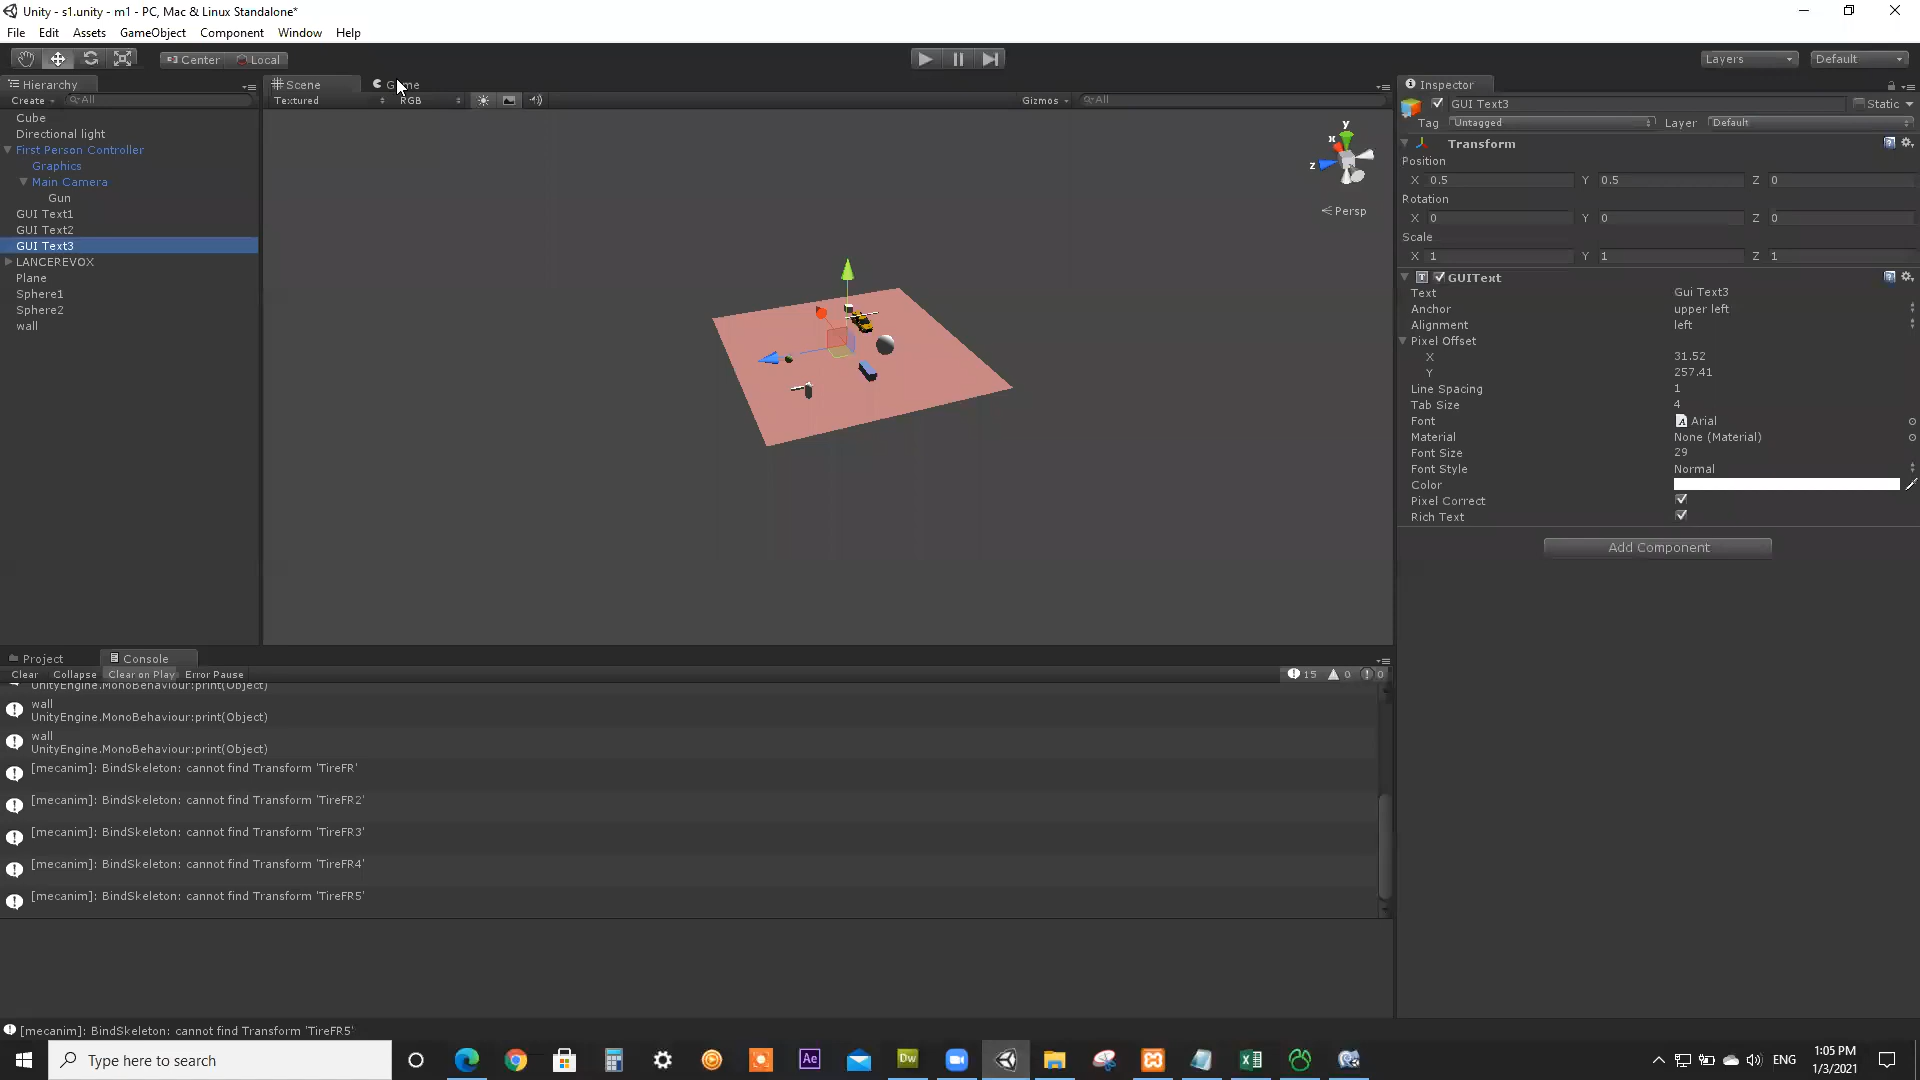 Unity - s1.unity - m1 - PC, Mac & Linux Standalone*
File Edit Assets GameObject Component Window Help
Center Local
Layers Default
Hierarchy
Create All
Cube
Directional light
First Person Controller
Graphics
Main Camera
Gun
GUI Text1
GUI Text2
GUI Text3
LANCEREVOX
Plane
Sphere1
Sphere2
wall
Scene Game
Textured RGB Gizmos All
y
x
z
Persp
Inspector
GUI Text3 Static
Tag Untagged Layer Default
Transform
Position
X 0.5 Y 0.5 Z 0
Rotation
X 0 Y 0 Z 0
Scale
X 1 Y 1 Z 1
GUIText
Text Gui Text3
Anchor upper left
Alignment left
Pixel Offset
X 31.52
Y 257.41
Line Spacing 1
Tab Size 4
Font Arial
Material None (Material)
Font Size 29
Font Style Normal
Color
Pixel Correct
Rich Text
Add Component
Project Console
Clear Collapse Clear on Play Error Pause 15 0 0
UnityEngine.MonoBehaviour:print(Object)
wall
UnityEngine.MonoBehaviour:print(Object)
wall
UnityEngine.MonoBehaviour:print(Object)
[mecanim]: BindSkeleton: cannot find Transform 'TireFR'
[mecanim]: BindSkeleton: cannot find Transform 'TireFR2'
[mecanim]: BindSkeleton: cannot find Transform 'TireFR3'
[mecanim]: BindSkeleton: cannot find Transform 'TireFR4'
[mecanim]: BindSkeleton: cannot find Transform 'TireFR5'
[mecanim]: BindSkeleton: cannot find Transform 'TireFR5'
Type here to search
Ae
Dw
ENG
1:05 PM
1/3/2021